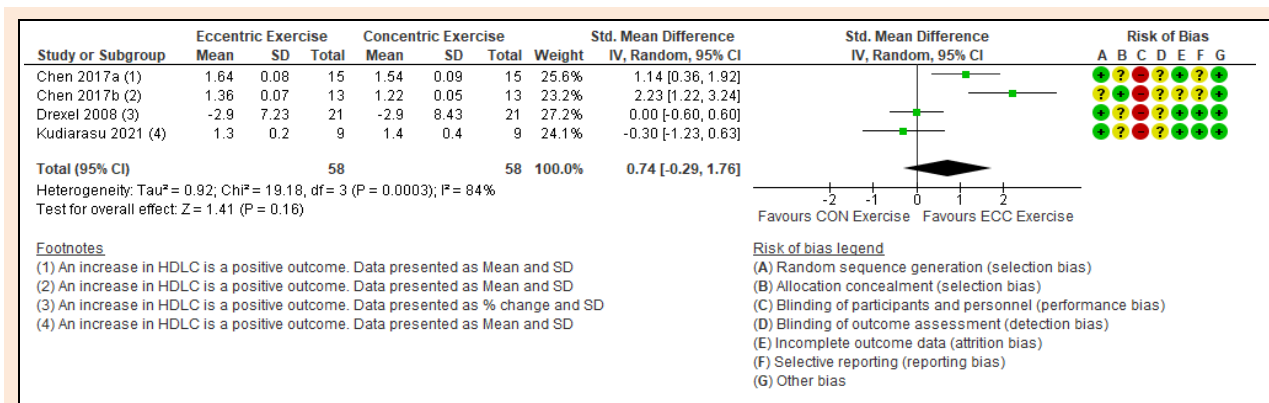 Eccentric Exercise Concentric Exercise Std. Mean Difference Std. Mean Difference Risk of Bias
Study or Subgroup Mean SD Total Mean SD Total Weight IV, Random, 95% CI IV, Random, 95% CI A B C D E F G
Chen 2017a (1) 1.64 0.08 15 1.54 0.09 15 25.6% 1.14 [0.36, 1.92] + ? - ? + ? +
Chen 2017b (2) 1.36 0.07 13 1.22 0.05 13 23.2% 2.23 [1.22, 3.24] ? + - ? ? ? +
Drexel 2008 (3) -2.9 7.23 21 -2.9 8.43 21 27.2% 0.00 [-0.60, 0.60] + ? - ? + + +
Kudiarasu 2021 (4) 1.3 0.2 9 1.4 0.4 9 24.1% -0.30 [-1.23, 0.63] + ? - ? + + +
Total (95% CI) 58 58 100.0% 0.74 [-0.29, 1.76]
Heterogeneity: Tau² = 0.92; Chi² = 19.18, df = 3 (P = 0.0003); I² = 84%
Test for overall effect: Z = 1.41 (P = 0.16)
-2 -1 0 1 2
Favours CON Exercise Favours ECC Exercise
Footnotes
(1) An increase in HDLC is a positive outcome. Data presented as Mean and SD
(2) An increase in HDLC is a positive outcome. Data presented as Mean and SD
(3) An increase in HDLC is a positive outcome. Data presented as % change and SD
(4) An increase in HDLC is a positive outcome. Data presented as Mean and SD
Risk of bias legend
(A) Random sequence generation (selection bias)
(B) Allocation concealment (selection bias)
(C) Blinding of participants and personnel (performance bias)
(D) Blinding of outcome assessment (detection bias)
(E) Incomplete outcome data (attrition bias)
(F) Selective reporting (reporting bias)
(G) Other bias